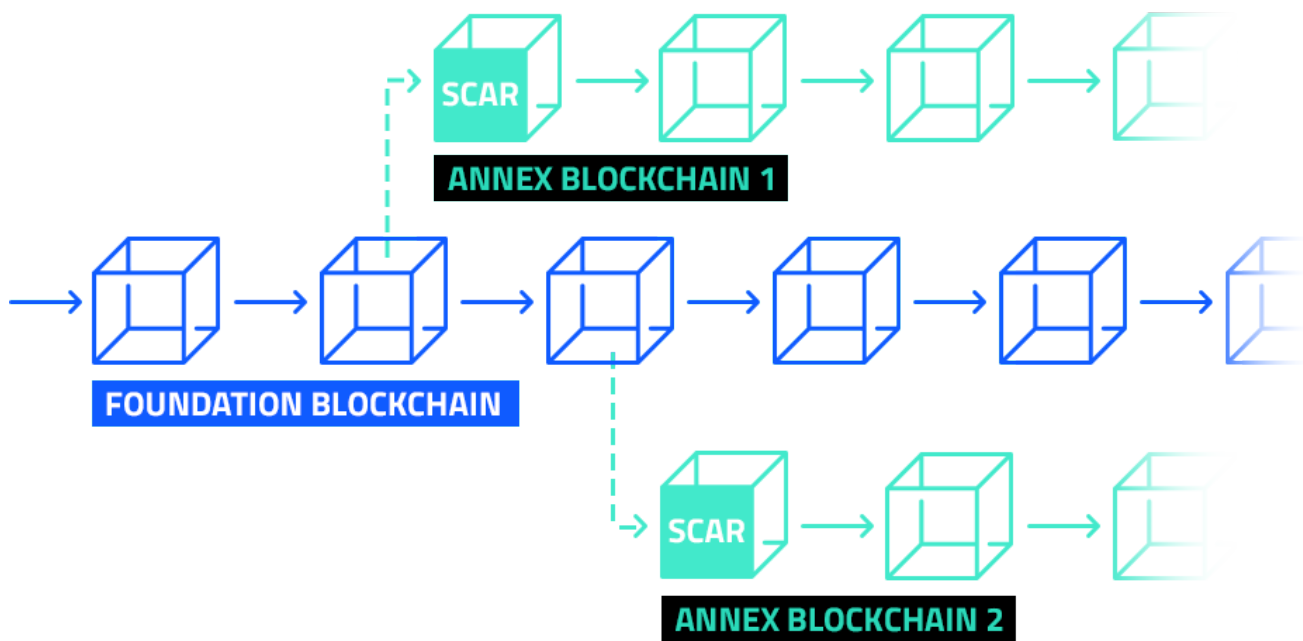 SCAR
ANNEX BLOCKCHAIN 1
FOUNDATION BLOCKCHAIN
SCAR
ANNEX BLOCKCHAIN 2